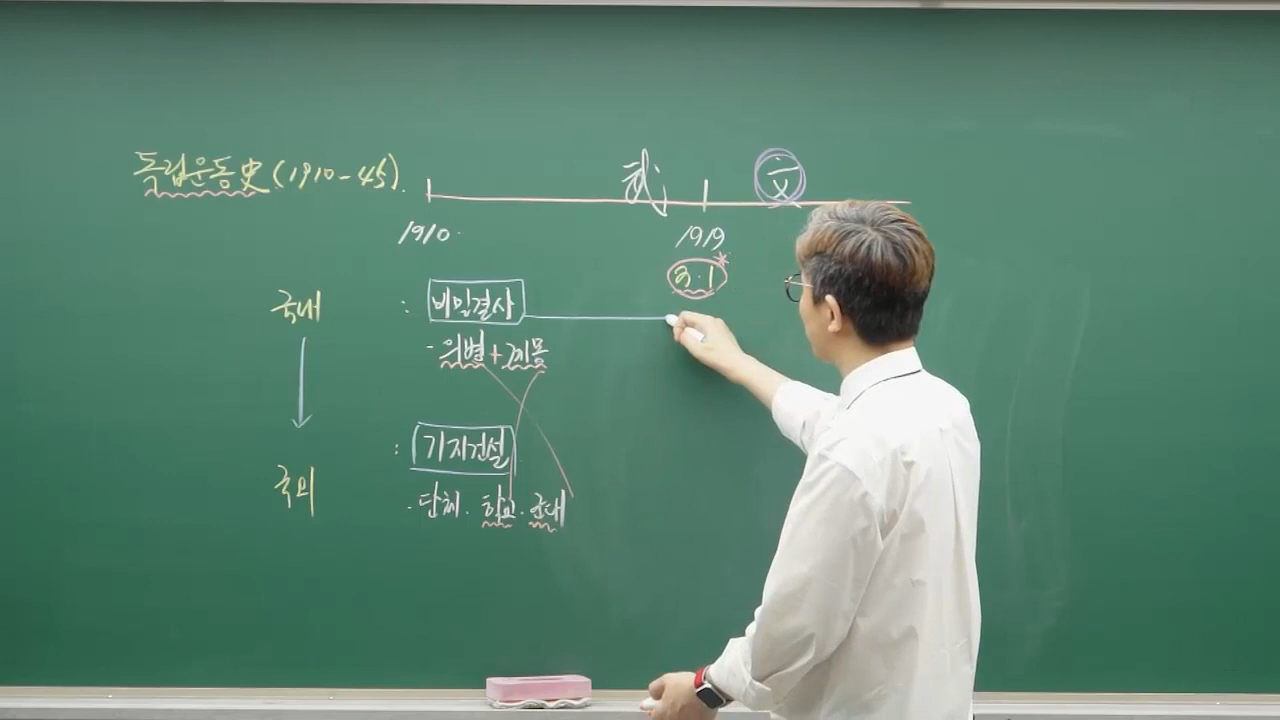 독립운동史(1910-45).
武 文
1910. 1919
3·1*
국내 : 비밀결사
- 의병+계몽
국외 : 기지건설
·단체·학교·군대